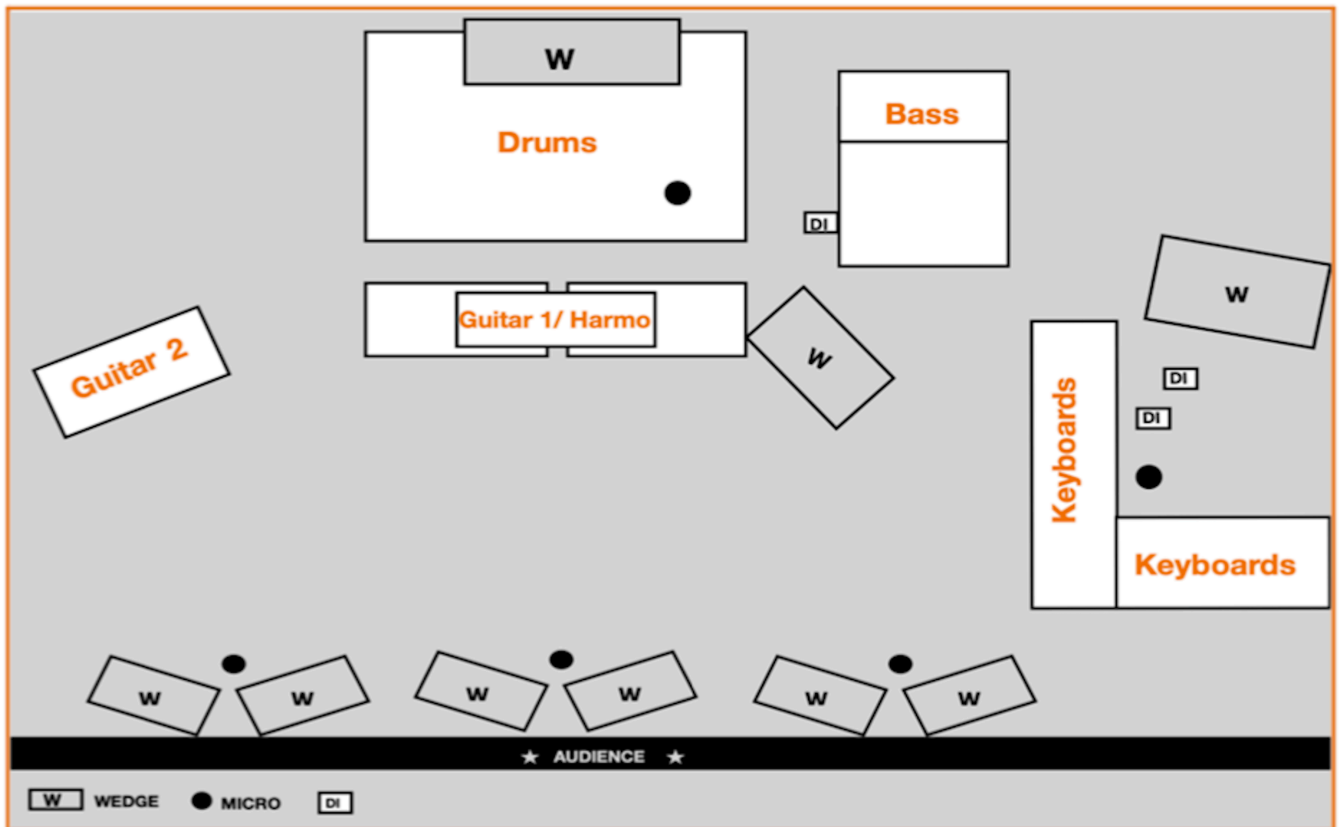 W
Drums
Bass
DI
Guitar 1/ Harmo
W
W
Guitar 2
DI
DI
Keyboards
Keyboards
W
W
W
W
W
W
★ AUDIENCE ★
W WEDGE MICRO DI